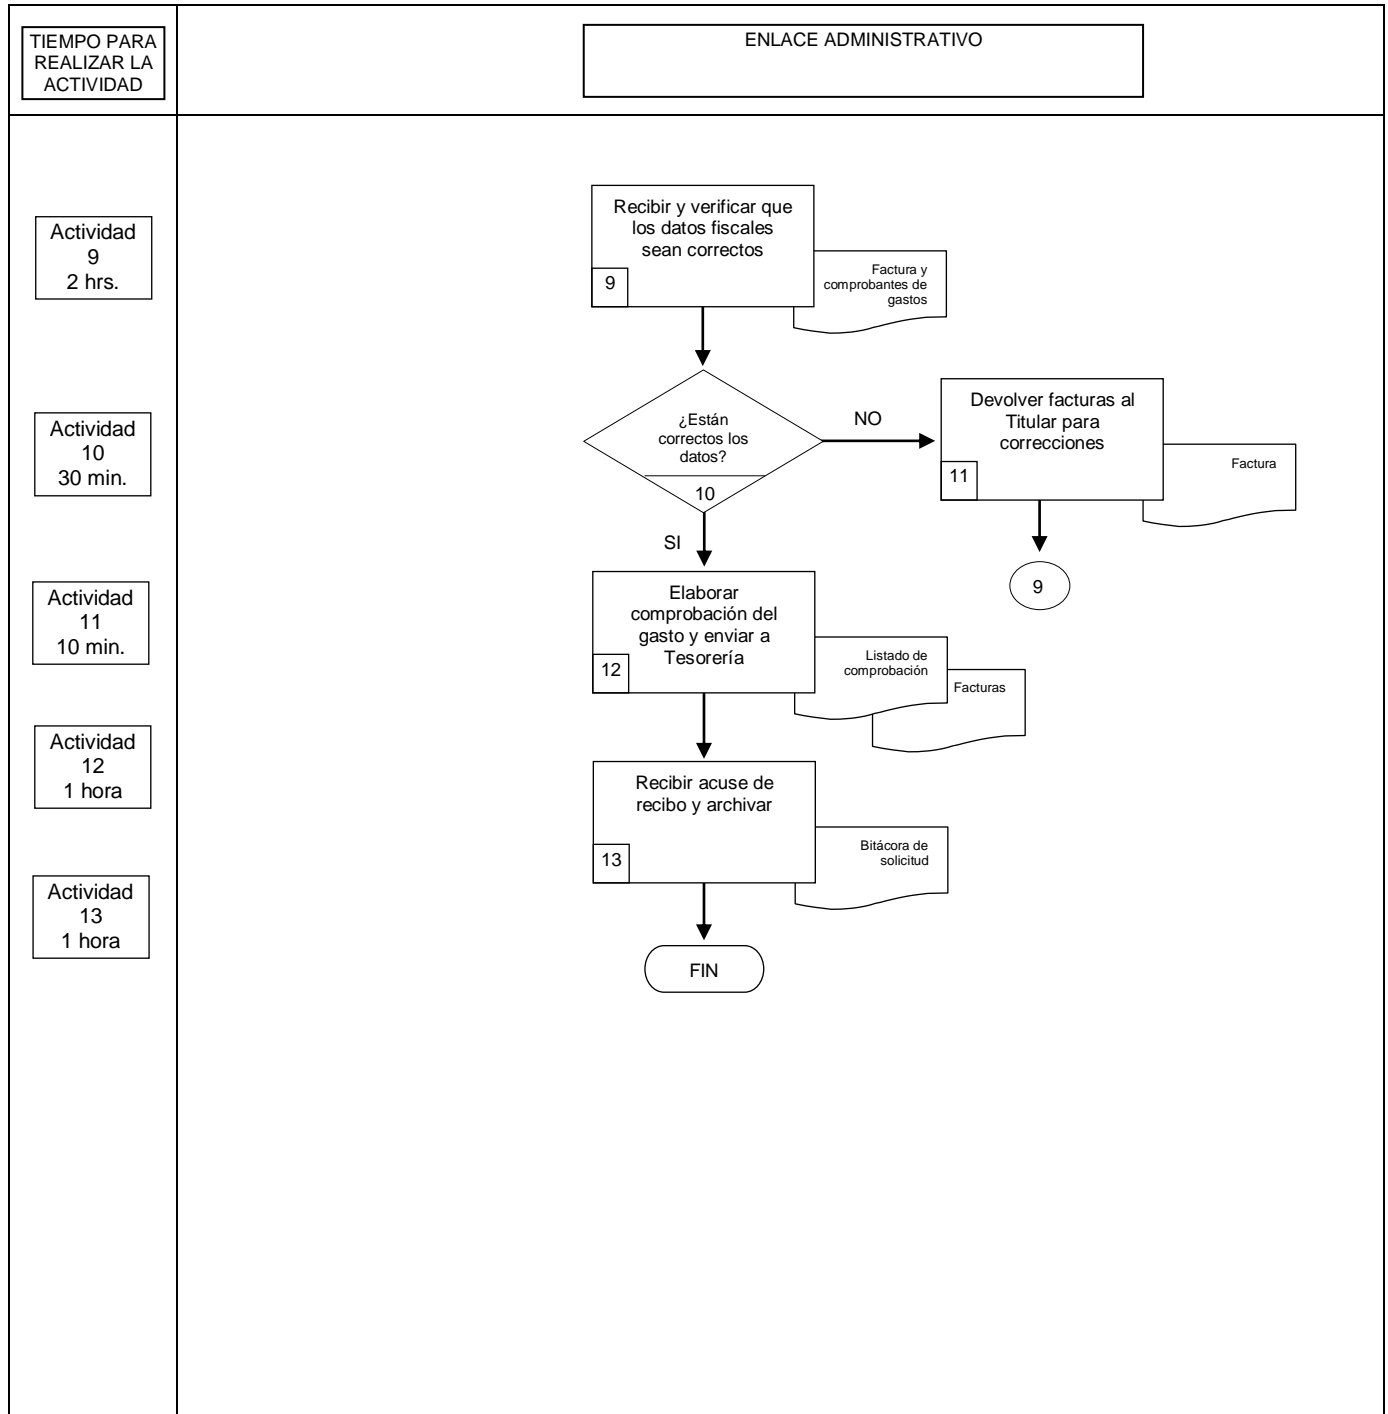 TIEMPO PARA
REALIZAR LA
ACTIVIDAD
ENLACE ADMINISTRATIVO
Actividad
9
2 hrs.
Recibir y verificar que
los datos fiscales
sean correctos
9
Factura y
comprobantes de
gastos
Actividad
10
30 min.
¿Están
correctos los
datos?
10
NO
Devolver facturas al
Titular para
correcciones
11
Factura
SI
9
Actividad
11
10 min.
Elaborar
comprobación del
gasto y enviar a
Tesorería
12
Listado de
comprobación
Facturas
Actividad
12
1 hora
Recibir acuse de
recibo y archivar
13
Bitácora de
solicitud
Actividad
13
1 hora
FIN